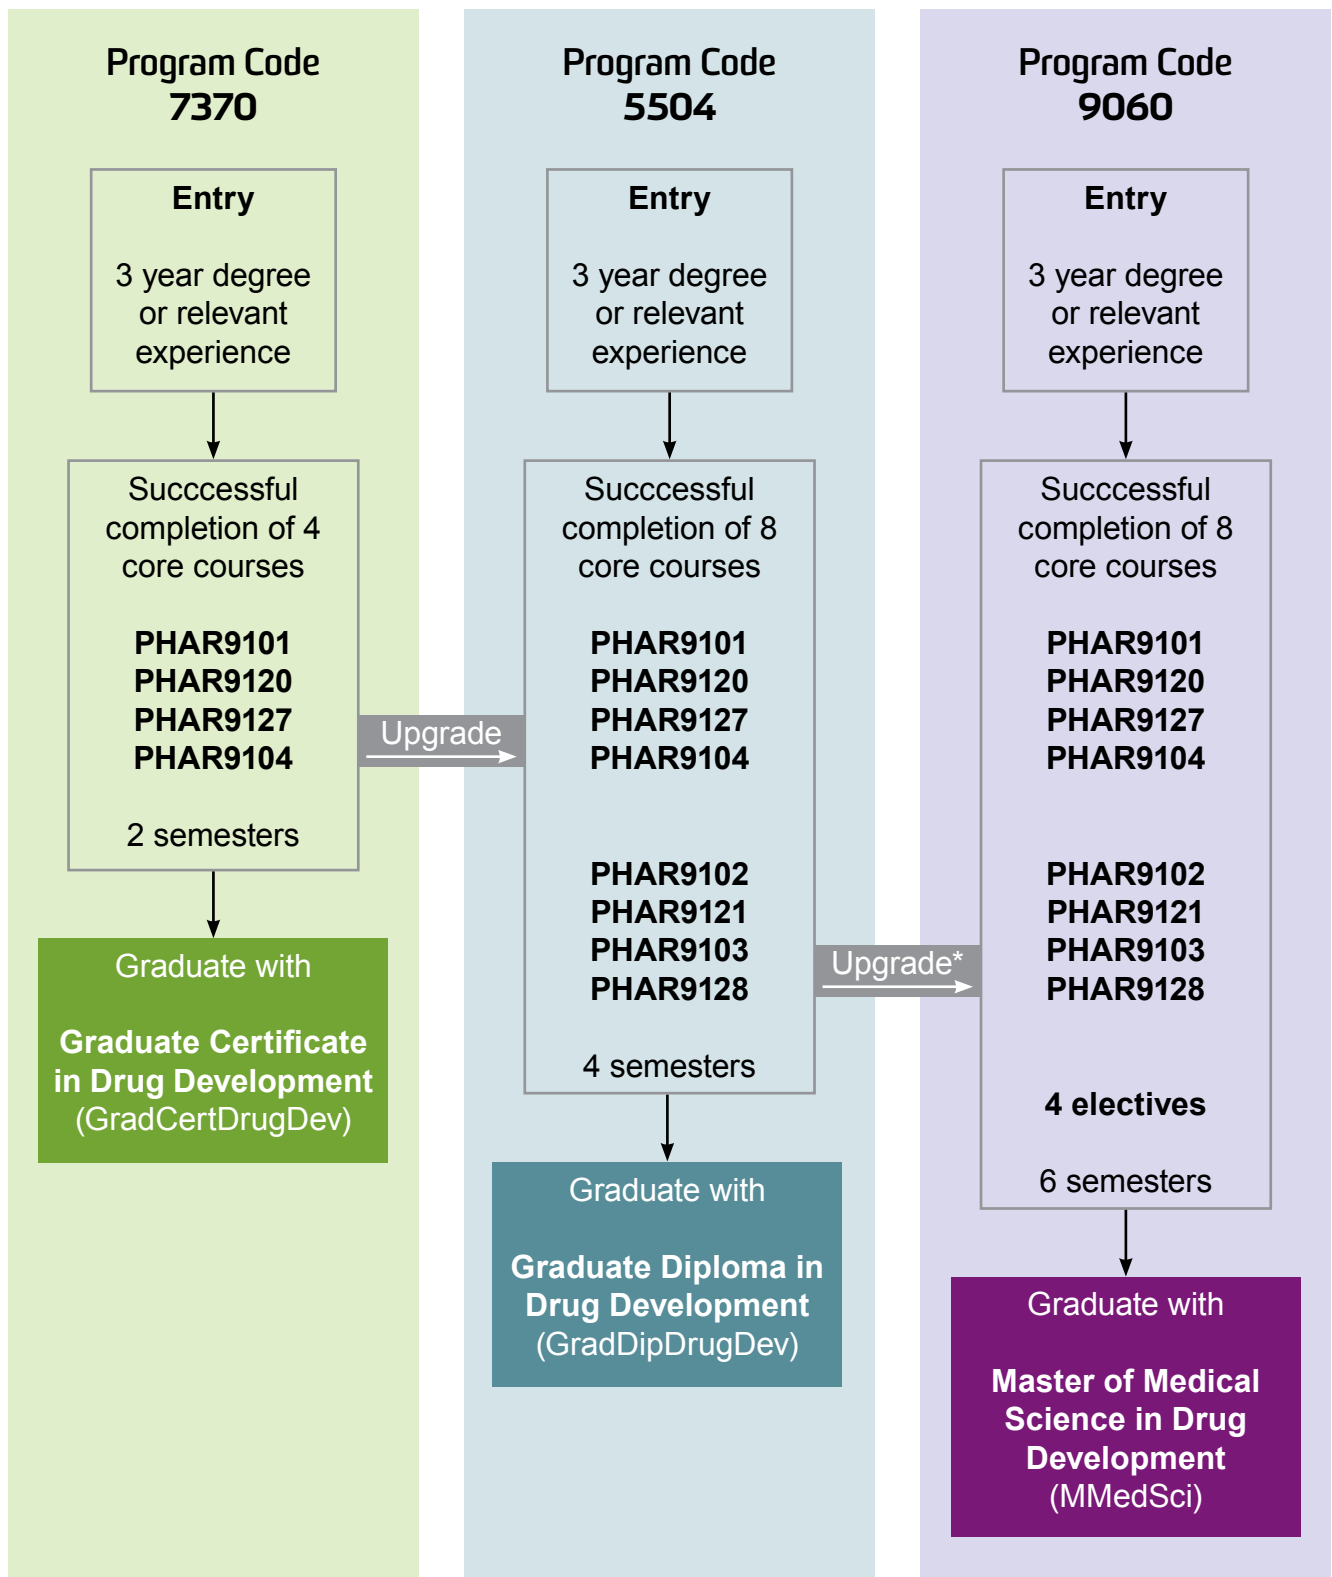 Program Code
7370
Entry
3 year degree
or relevant
experience
Succcessful
completion of 4
core courses
PHAR9101
PHAR9120
PHAR9127
PHAR9104
2 semesters
Graduate with
Graduate Certificate
in Drug Development
(GradCertDrugDev)
Upgrade
Program Code
5504
Entry
3 year degree
or relevant
experience
Succcessful
completion of 8
core courses
PHAR9101
PHAR9120
PHAR9127
PHAR9104
PHAR9102
PHAR9121
PHAR9103
PHAR9128
4 semesters
Graduate with
Graduate Diploma in
Drug Development
(GradDipDrugDev)
Upgrade*
Program Code
9060
Entry
3 year degree
or relevant
experience
Succcessful
completion of 8
core courses
PHAR9101
PHAR9120
PHAR9127
PHAR9104
PHAR9102
PHAR9121
PHAR9103
PHAR9128
4 electives
6 semesters
Graduate with
Master of Medical
Science in Drug
Development
(MMedSci)